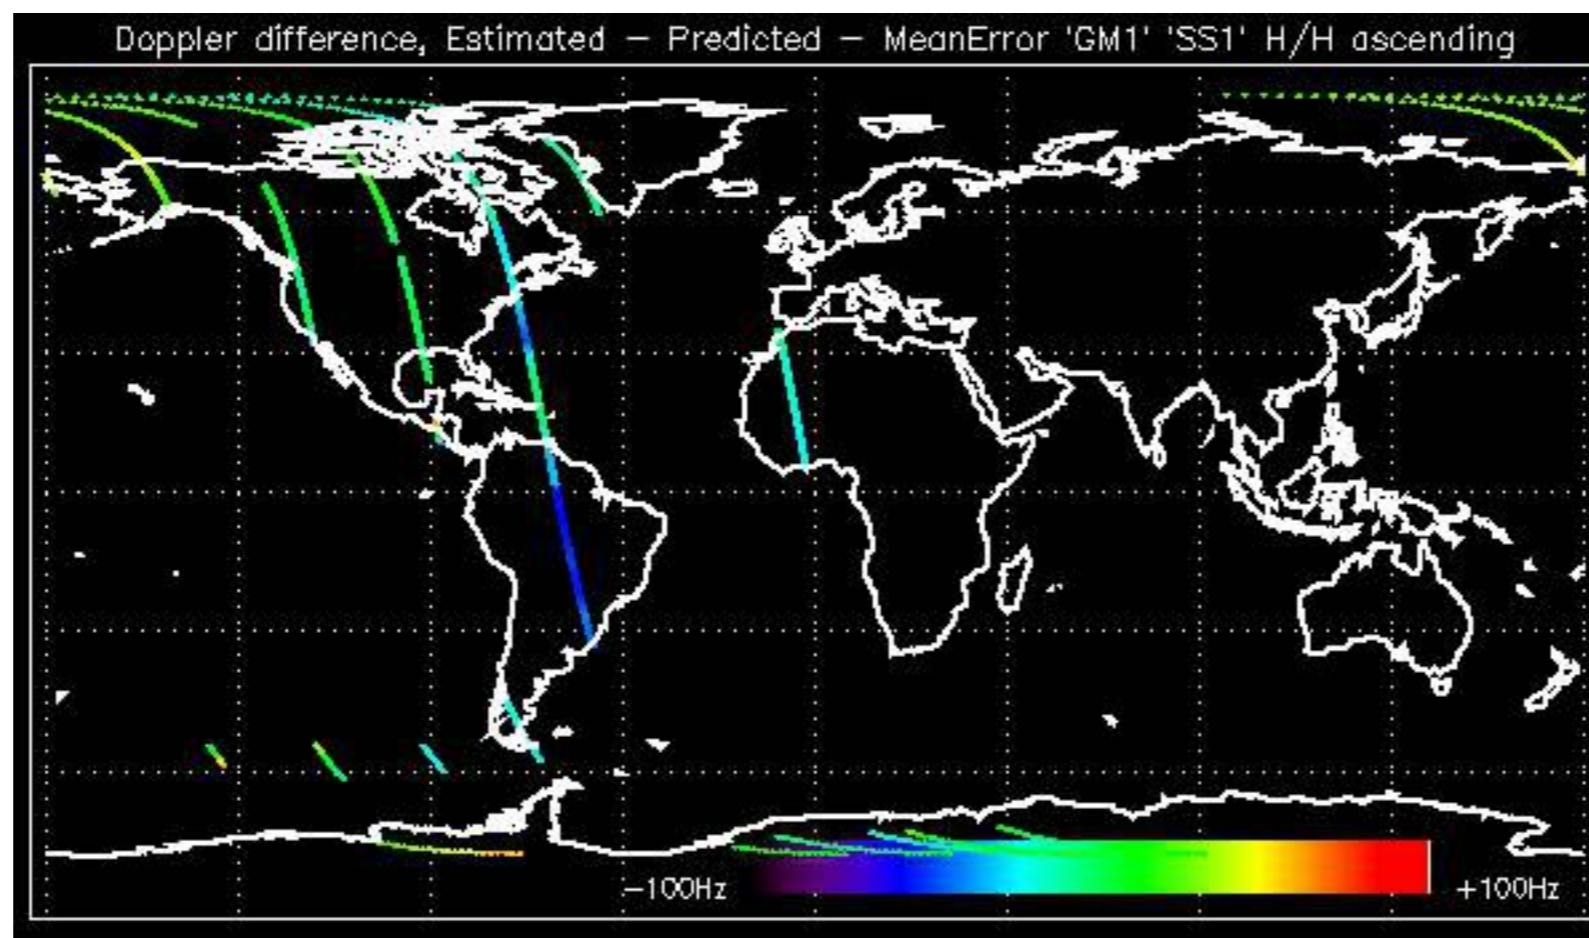 Doppler difference, Estimated – Predicted – MeanError 'GM1' 'SS1' H/H ascending
-100Hz
+100Hz